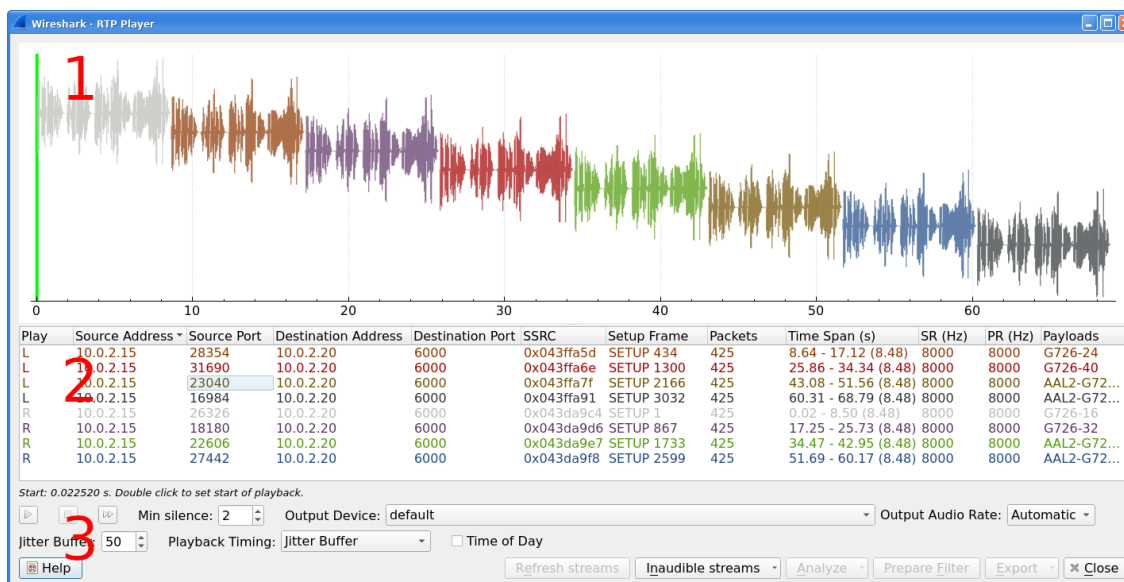 Wireshark - RTP Player
1
0 10 20 30 40 50 60
Play Source Address Source Port Destination Address Destination Port SSRC Setup Frame Packets Time Span (s) SR (Hz) PR (Hz) Payloads
L 10.0.2.15 28354 10.0.2.20 6000 0x043ffa5d SETUP 434 425 8.64 - 17.12 (8.48) 8000 8000 G726-24
L 10.0.2.15 31690 10.0.2.20 6000 0x043ffa6e SETUP 1300 425 25.86 - 34.34 (8.48) 8000 8000 G726-40
2
L 10.0.2.15 23040 10.0.2.20 6000 0x043ffa7f SETUP 2166 425 43.08 - 51.56 (8.48) 8000 8000 AAL2-G72...
L 10.0.2.15 16984 10.0.2.20 6000 0x043ffa91 SETUP 3032 425 60.31 - 68.79 (8.48) 8000 8000 AAL2-G72...
R 10.0.2.15 26326 10.0.2.20 6000 0x043da9c4 SETUP 1 425 0.02 - 8.50 (8.48) 8000 8000 G726-16
R 10.0.2.15 18180 10.0.2.20 6000 0x043da9d6 SETUP 867 425 17.25 - 25.73 (8.48) 8000 8000 G726-32
R 10.0.2.15 22606 10.0.2.20 6000 0x043da9e7 SETUP 1733 425 34.47 - 42.95 (8.48) 8000 8000 AAL2-G72...
R 10.0.2.15 27442 10.0.2.20 6000 0x043da9f8 SETUP 2599 425 51.69 - 60.17 (8.48) 8000 8000 AAL2-G72...
Start: 0.022520 s. Double click to set start of playback.
Min silence: 2 Output Device: default Output Audio Rate: Automatic
3
Jitter Buffer: 50 Playback Timing: Jitter Buffer Time of Day
Help Refresh streams Inaudible streams Analyze Prepare Filter Export Close